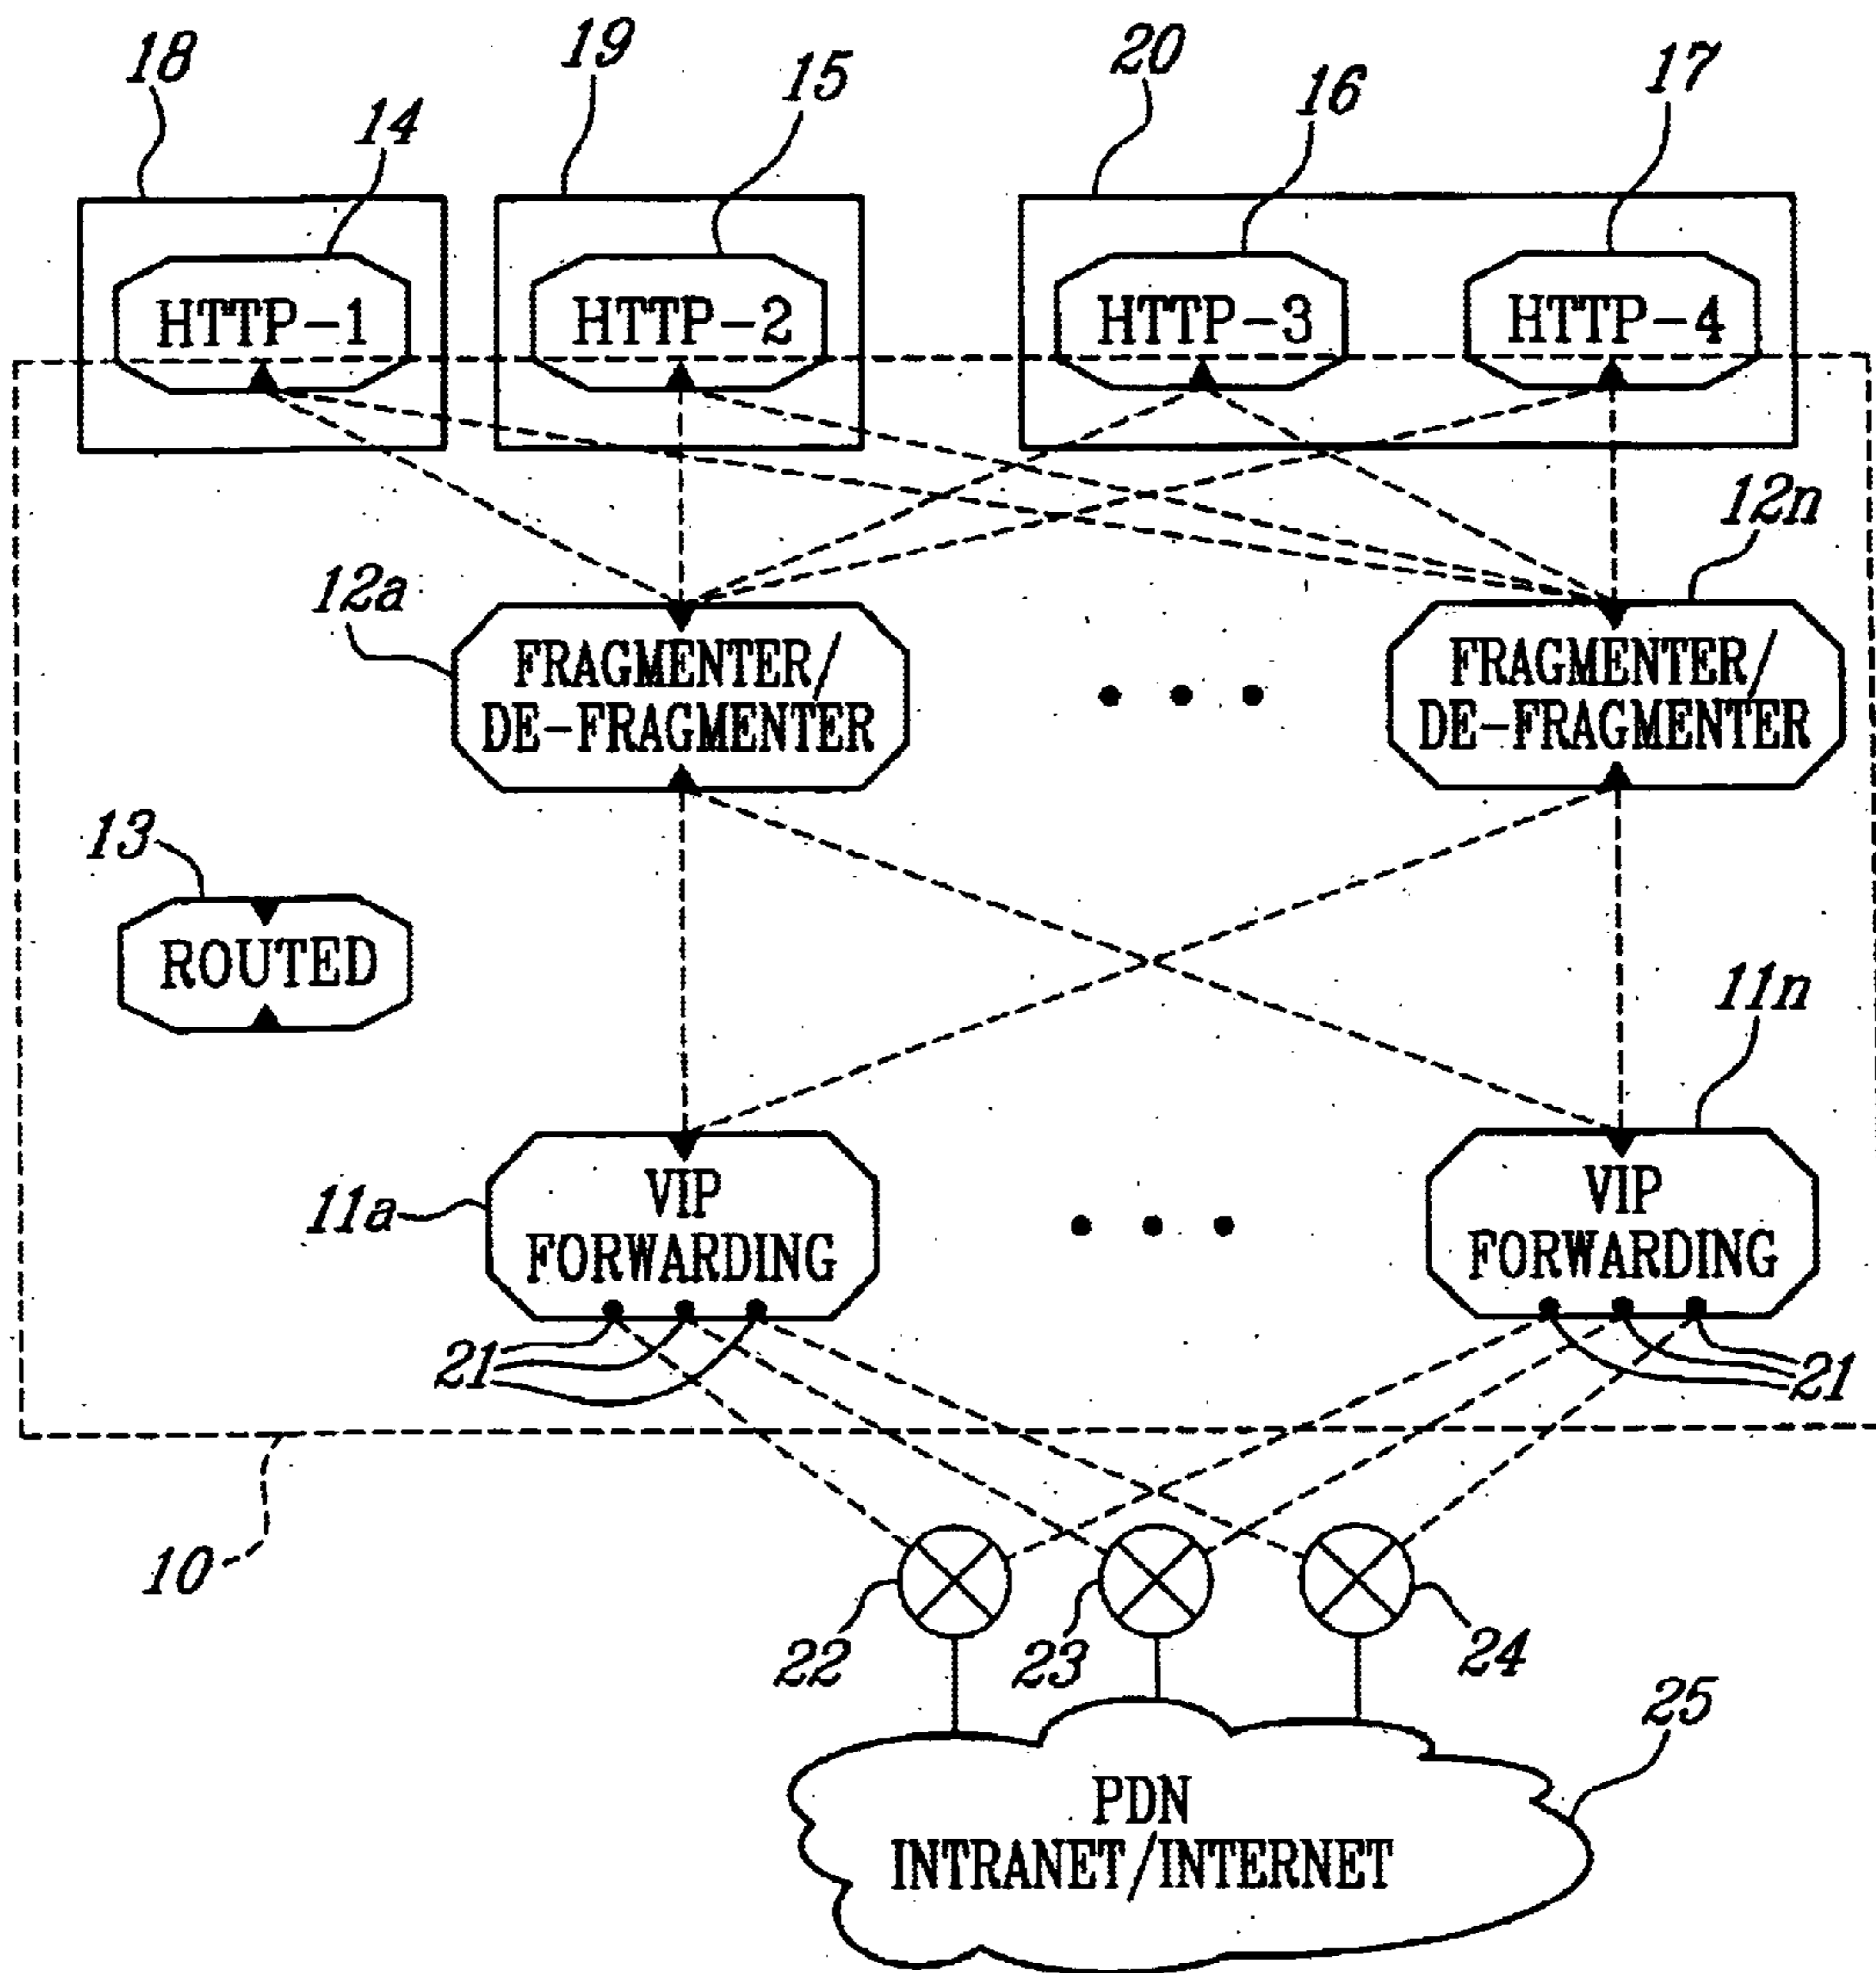 18
19
20
14
15
16
17
HTTP-1
HTTP-2
HTTP-3
HTTP-4
12n
12a
FRAGMENTER/
DE-FRAGMENTER
FRAGMENTER/
DE-FRAGMENTER
13
ROUTED
11n
11a
VIP
FORWARDING
VIP
FORWARDING
21
21
10
22
23
24
25
PDN
INTRANET/INTERNET